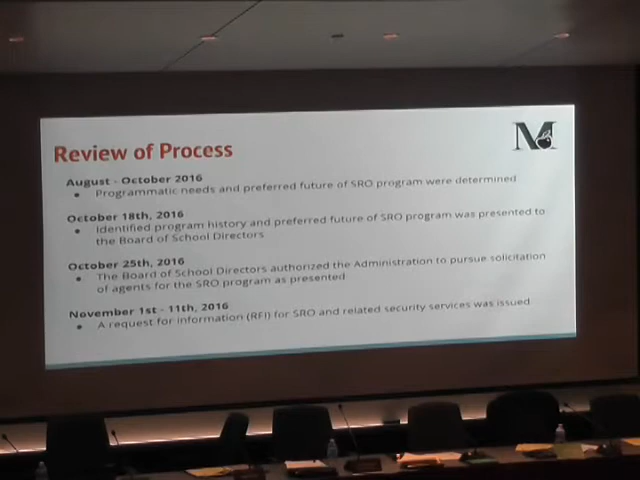 M
Review of Process
August - October 2016
• Programmatic needs and preferred future of SRO program were determined
October 18th, 2016
• Identified program history and preferred future of SRO program was presented to
the Board of School Directors
October 25th, 2016
• The Board of School Directors authorized the Administration to pursue solicitation
of agents for the SRO program as presented
November 1st - 11th, 2016
• A request for information (RFI) for SRO and related security services was issued